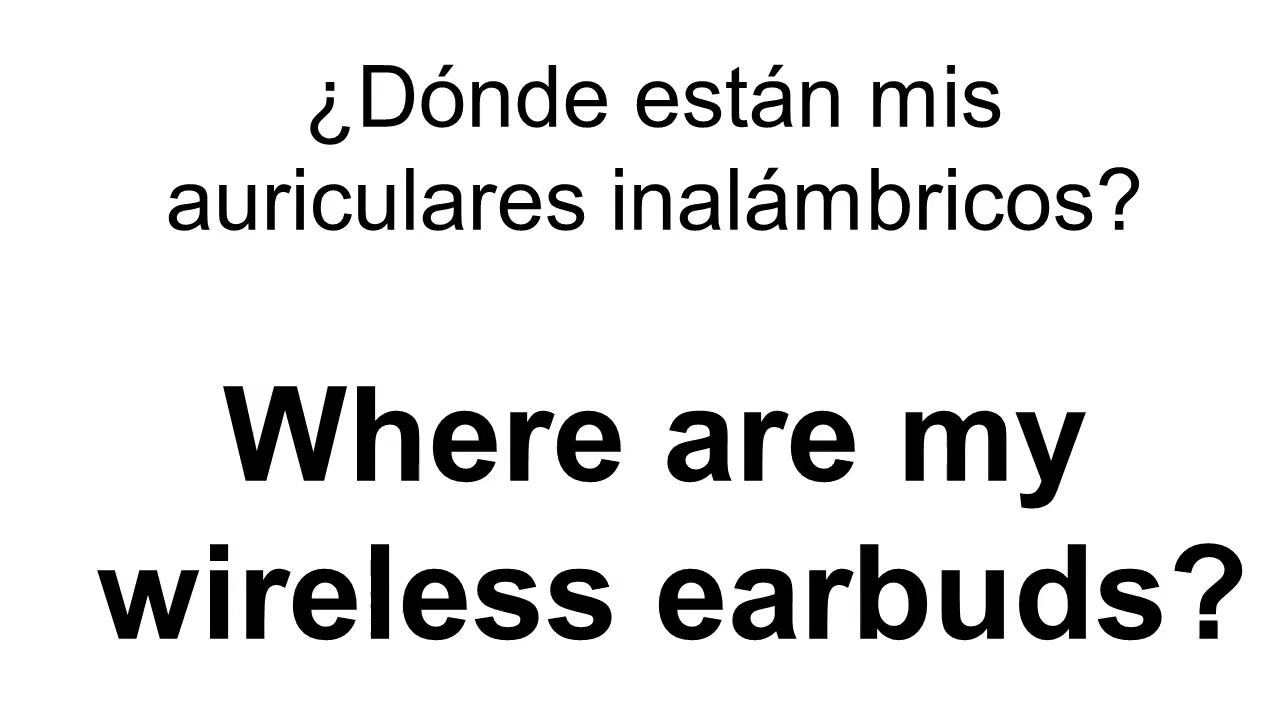 ¿Dónde están mis
auriculares inalámbricos?
Where are my
wireless earbuds?